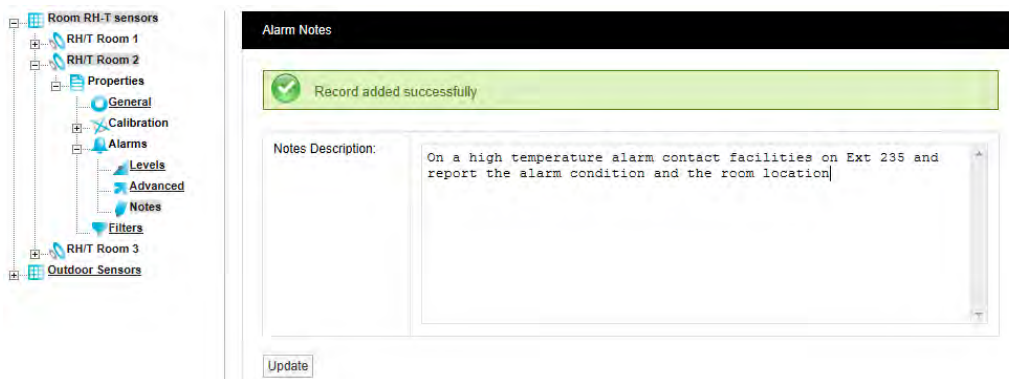 Room RH-T sensors
RH/T Room 1
RH/T Room 2
Properties
General
Calibration
Alarms
Levels
Advanced
Notes
Filters
RH/T Room 3
Outdoor Sensors
Alarm Notes
Record added successfully
Notes Description:
On a high temperature alarm contact facilities on Ext 235 and
report the alarm condition and the room location
Update